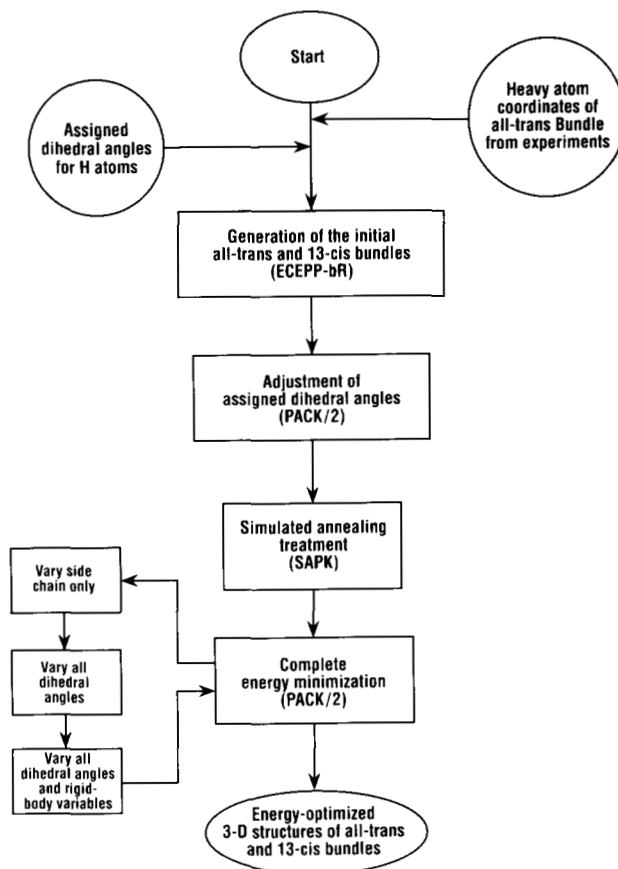 Start
Heavy atom
coordinates of
all-trans Bundle
from experiments
Assigned
dihedral angles
for H atoms
Generation of the initial
all-trans and 13-cis bundles
(ECEPP-bR)
Adjustment of
assigned dihedral angles
(PACK/2)
Simulated annealing
treatment
(SAPK)
Vary side
chain only
Vary all
dihedral
angles
Vary all
dihedral angles
and rigid-
body variables
Complete
energy minimization
(PACK/2)
Energy-optimized
3-D structures of all-trans
and 13-cis bundles